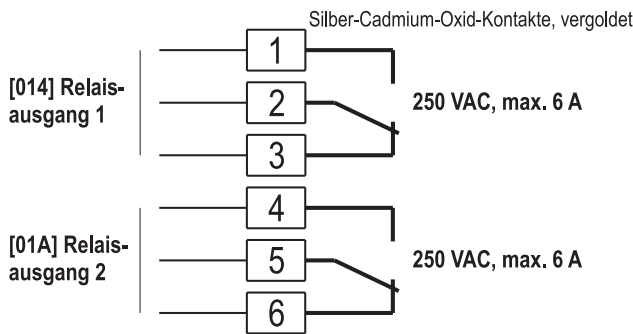 Silber-Cadmium-Oxid-Kontakte, vergoldet
[014] Relais-
ausgang 1
1
2
3
250 VAC, max. 6 A
[01A] Relais-
ausgang 2
4
5
6
250 VAC, max. 6 A